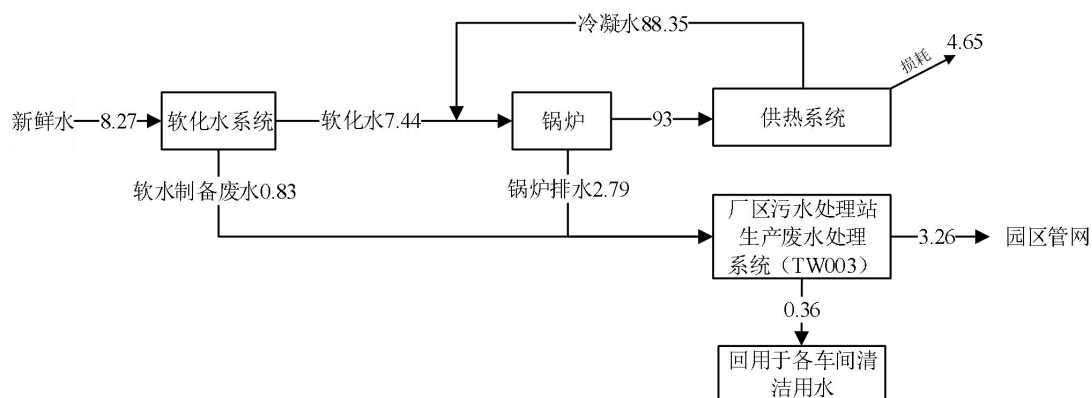 冷凝水88.35
4.65
损耗
新鲜水
8.27
软化水系统
软化水7.44
锅炉
93
供热系统
软水制备废水0.83
锅炉排水2.79
厂区污水处理站
生产废水处理
系统（TW003）
3.26
园区管网
0.36
回用于各车间清
洁用水